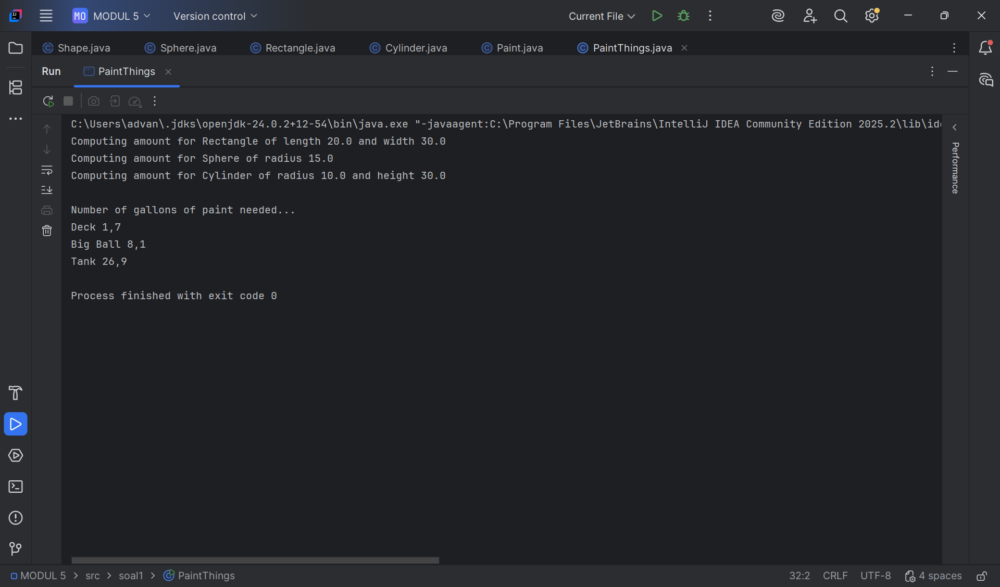 MO MODUL 5 Version control Current File
Shape.java Sphere.java Rectangle.java Cylinder.java Paint.java PaintThings.java
Run PaintThings
C:\Users\advan\.jdks\openjdk-24.0.2+12-54\bin\java.exe "-javaagent:C:\Program Files\JetBrains\IntelliJ IDEA Community Edition 2025.2\lib\id
Computing amount for Rectangle of length 20.0 and width 30.0
Computing amount for Sphere of radius 15.0
Computing amount for Cylinder of radius 10.0 and height 30.0
Number of gallons of paint needed...
Deck 1,7
Big Ball 8,1
Tank 26,9
Process finished with exit code 0
Performance
MODUL 5 > src > soal1 > PaintThings 32:2 CRLF UTF-8 4 spaces